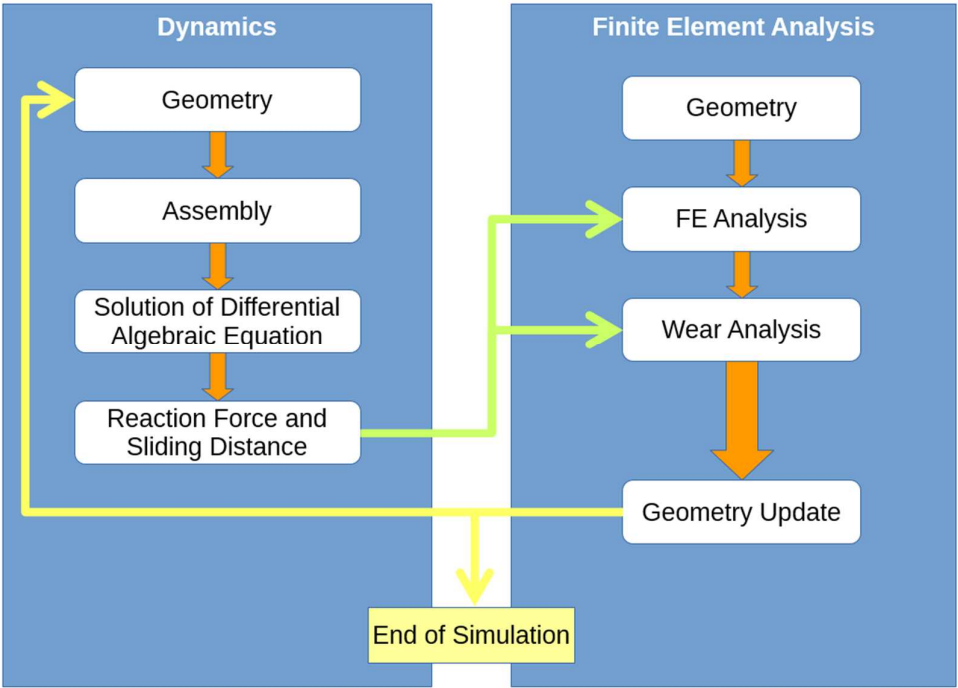 Dynamics
Geometry
Assembly
Solution of Differential
Algebraic Equation
Reaction Force and
Sliding Distance
Finite Element Analysis
Geometry
FE Analysis
Wear Analysis
Geometry Update
End of Simulation